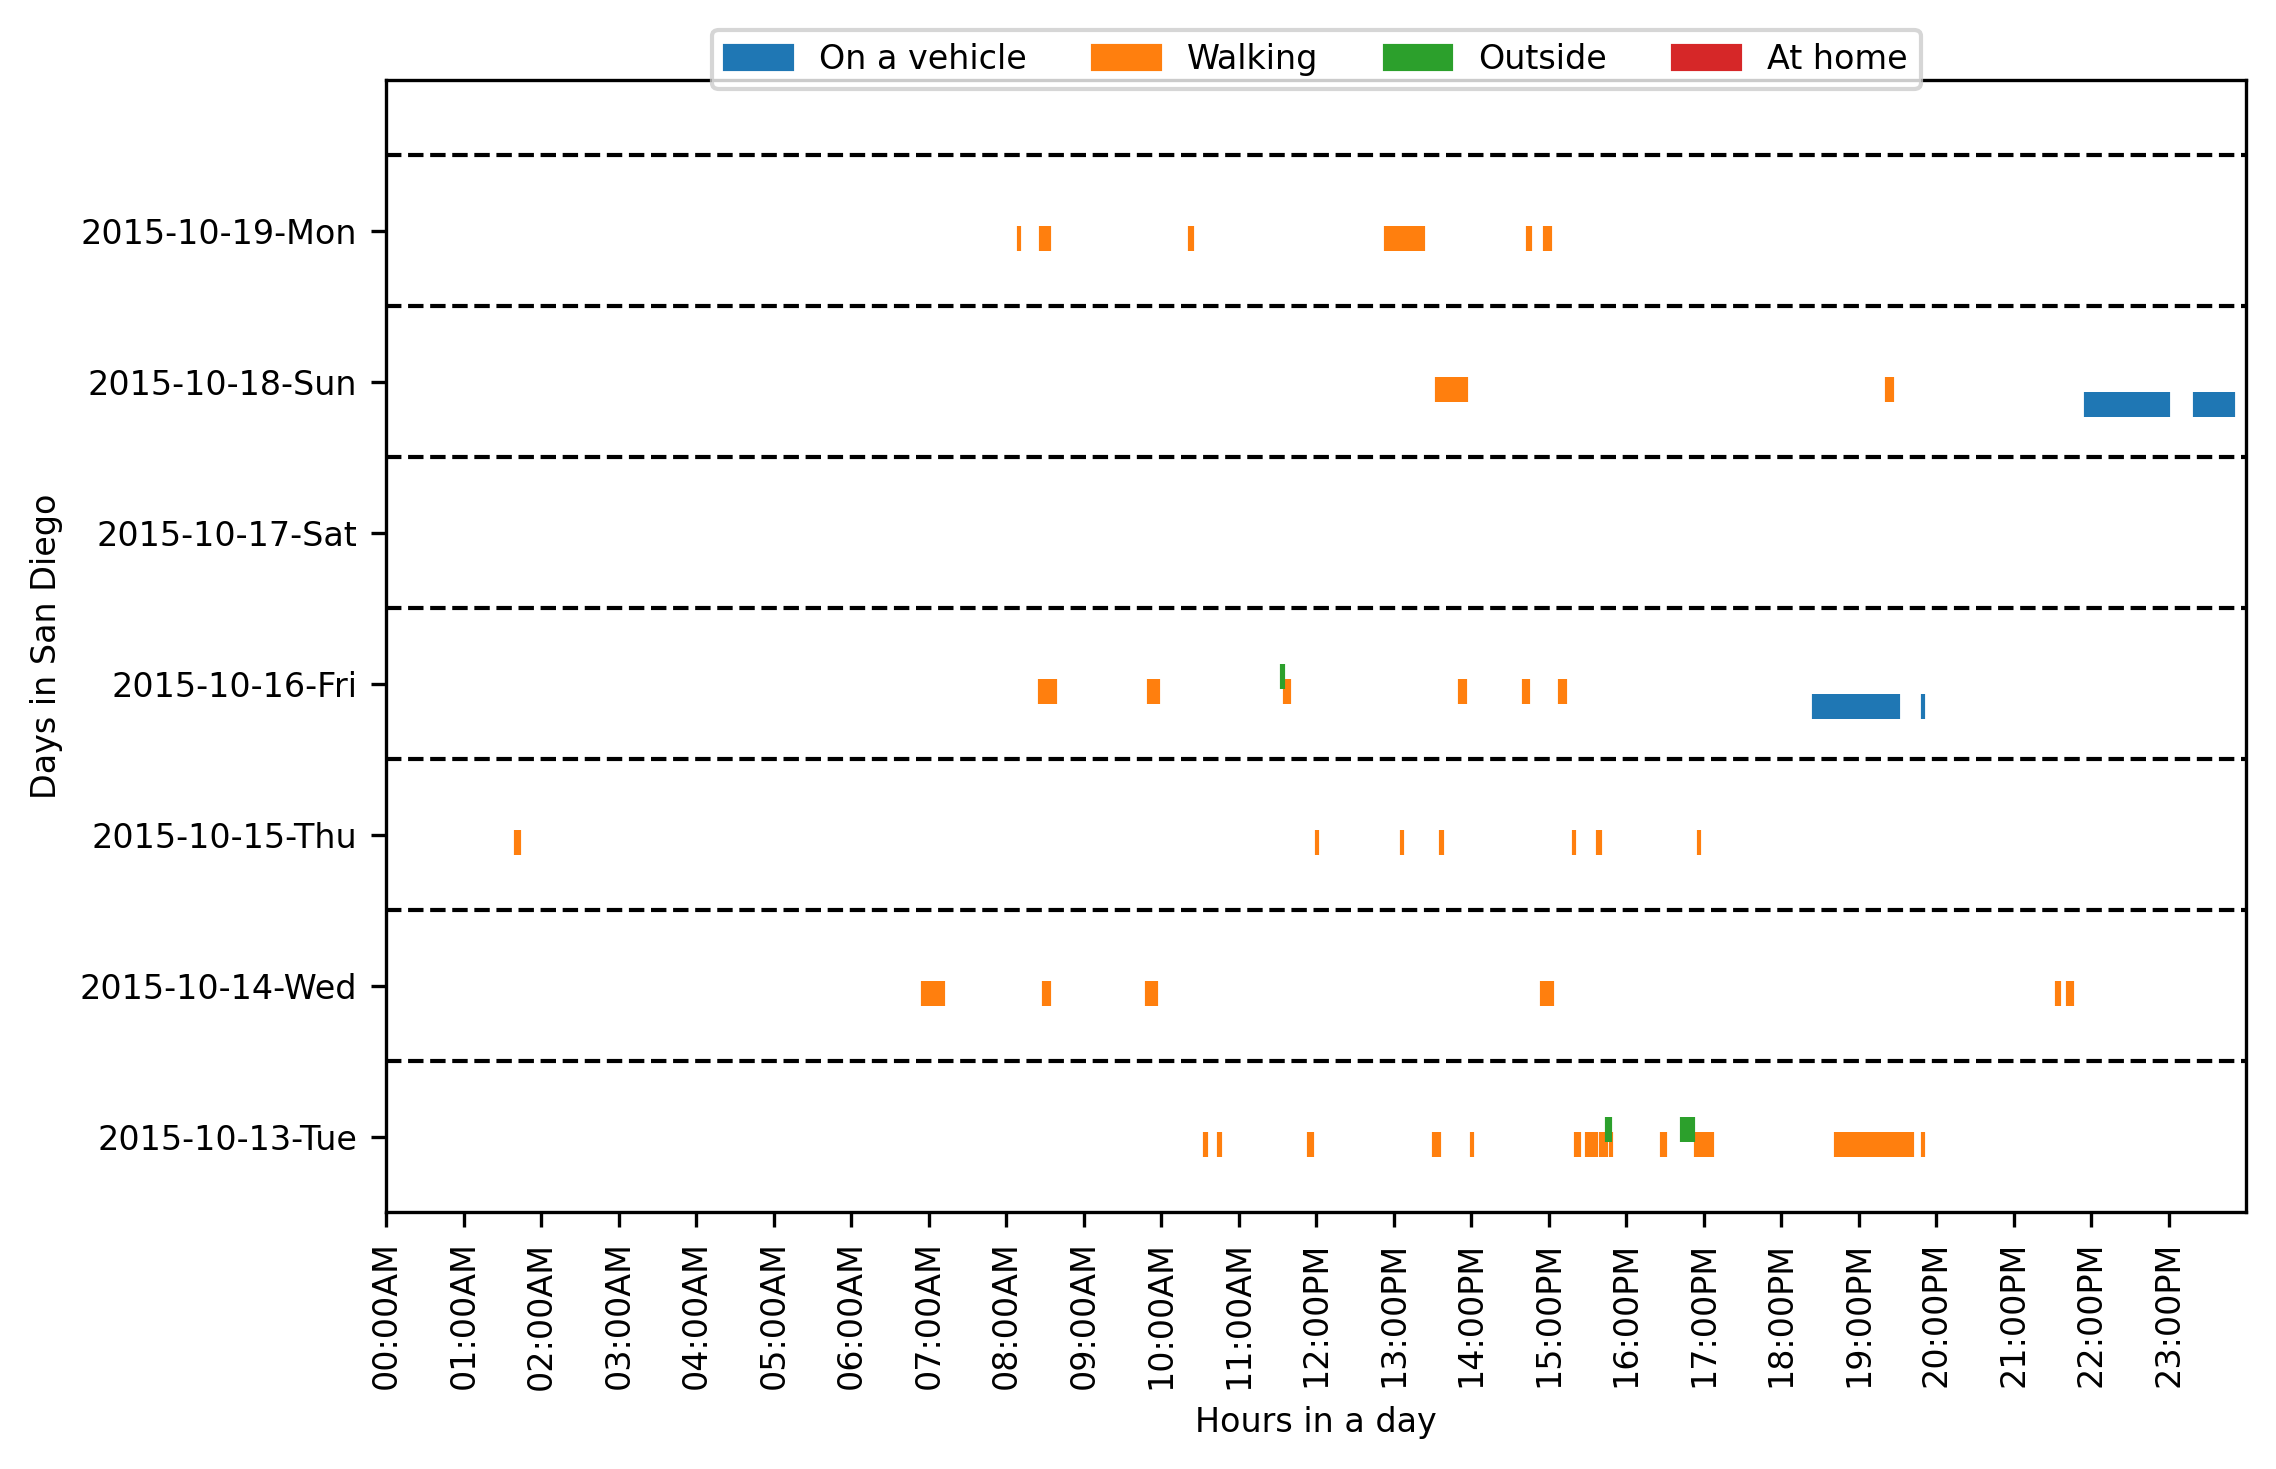 On a vehicle Walking Outside At home
2015-10-19-Mon
2015-10-18-Sun
2015-10-17-Sat
2015-10-16-Fri
2015-10-15-Thu
2015-10-14-Wed
2015-10-13-Tue
Days in San Diego
00:00AM 01:00AM 02:00AM 03:00AM 04:00AM 05:00AM 06:00AM 07:00AM 08:00AM 09:00AM 10:00AM 11:00AM 12:00PM 13:00PM 14:00PM 15:00PM 16:00PM 17:00PM 18:00PM 19:00PM 20:00PM 21:00PM 22:00PM 23:00PM
Hours in a day